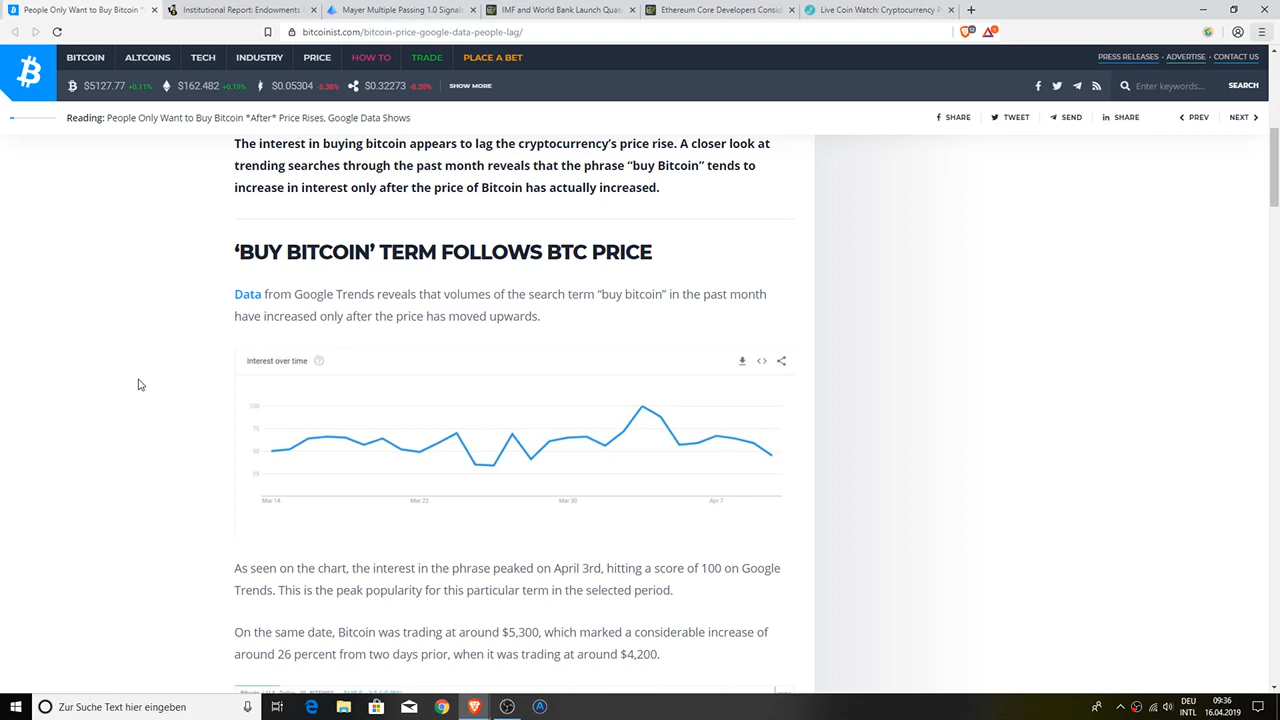 People Only Want to Buy Bitcoin *
Institutional Report: Endowments
Mayer Multiple Passing 1.0 Signals
IMF and World Bank Launch Quas
Ethereum Core Developers Consid
Live Coin Watch: Cryptocurrency P
bitcoinist.com/bitcoin-price-google-data-people-lag/
BITCOIN ALTCOINS TECH INDUSTRY PRICE HOW TO TRADE PLACE A BET
PRESS RELEASES - ADVERTISE - CONTACT US
$5127.77 +0.11% $162.482 +0.19% $0.05304 -5.38% $0.32273 -0.30% SHOW MORE
Enter keywords... SEARCH
Reading: People Only Want to Buy Bitcoin *After* Price Rises, Google Data Shows
SHARE TWEET SEND SHARE PREV NEXT
The interest in buying bitcoin appears to lag the cryptocurrency's price rise. A closer look at
trending searches through the past month reveals that the phrase “buy Bitcoin” tends to
increase in interest only after the price of Bitcoin has actually increased.
‘BUY BITCOIN’ TERM FOLLOWS BTC PRICE
Data from Google Trends reveals that volumes of the search term “buy bitcoin” in the past month
have increased only after the price has moved upwards.
Interest over time
100
75
50
25
Mar 14 Mar 22 Mar 30 Apr 7
As seen on the chart, the interest in the phrase peaked on April 3rd, hitting a score of 100 on Google
Trends. This is the peak popularity for this particular term in the selected period.
On the same date, Bitcoin was trading at around $5,300, which marked a considerable increase of
around 26 percent from two days prior, when it was trading at around $4,200.
Zur Suche Text hier eingeben
DEU
INTL
09:36
16.04.2019